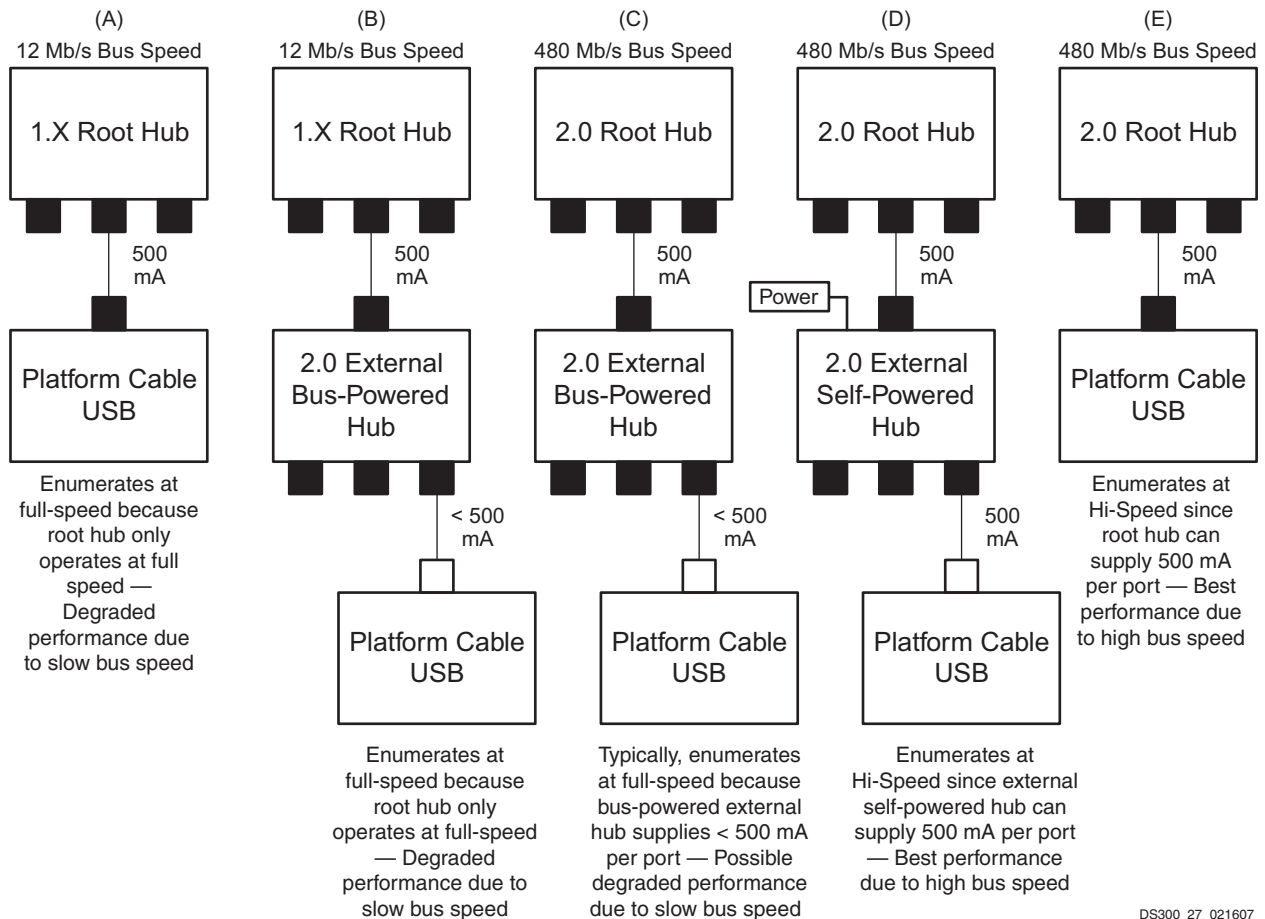 (A)
12 Mb/s Bus Speed
1.X Root Hub
500
mA
Platform Cable
USB
Enumerates at
full-speed because
root hub only
operates at full
speed —
Degraded
performance due
to slow bus speed
(B)
12 Mb/s Bus Speed
1.X Root Hub
500
mA
2.0 External
Bus-Powered
Hub
< 500
mA
Platform Cable
USB
Enumerates at
full-speed because
root hub only
operates at full-speed
— Degraded
performance due to
slow bus speed
(C)
480 Mb/s Bus Speed
2.0 Root Hub
500
mA
2.0 External
Bus-Powered
Hub
< 500
mA
Platform Cable
USB
Typically, enumerates
at full-speed because
bus-powered external
hub supplies < 500 mA
per port — Possible
degraded performance
due to slow bus speed
(D)
480 Mb/s Bus Speed
2.0 Root Hub
500
mA
Power
2.0 External
Self-Powered
Hub
500
mA
Platform Cable
USB
Enumerates at
Hi-Speed since external
self-powered hub can
supply 500 mA per port
— Best performance
due to high bus speed
(E)
480 Mb/s Bus Speed
2.0 Root Hub
500
mA
Platform Cable
USB
Enumerates at
Hi-Speed since
root hub can
supply 500 mA
per port — Best
performance due
to high bus speed
DS300_27_021607